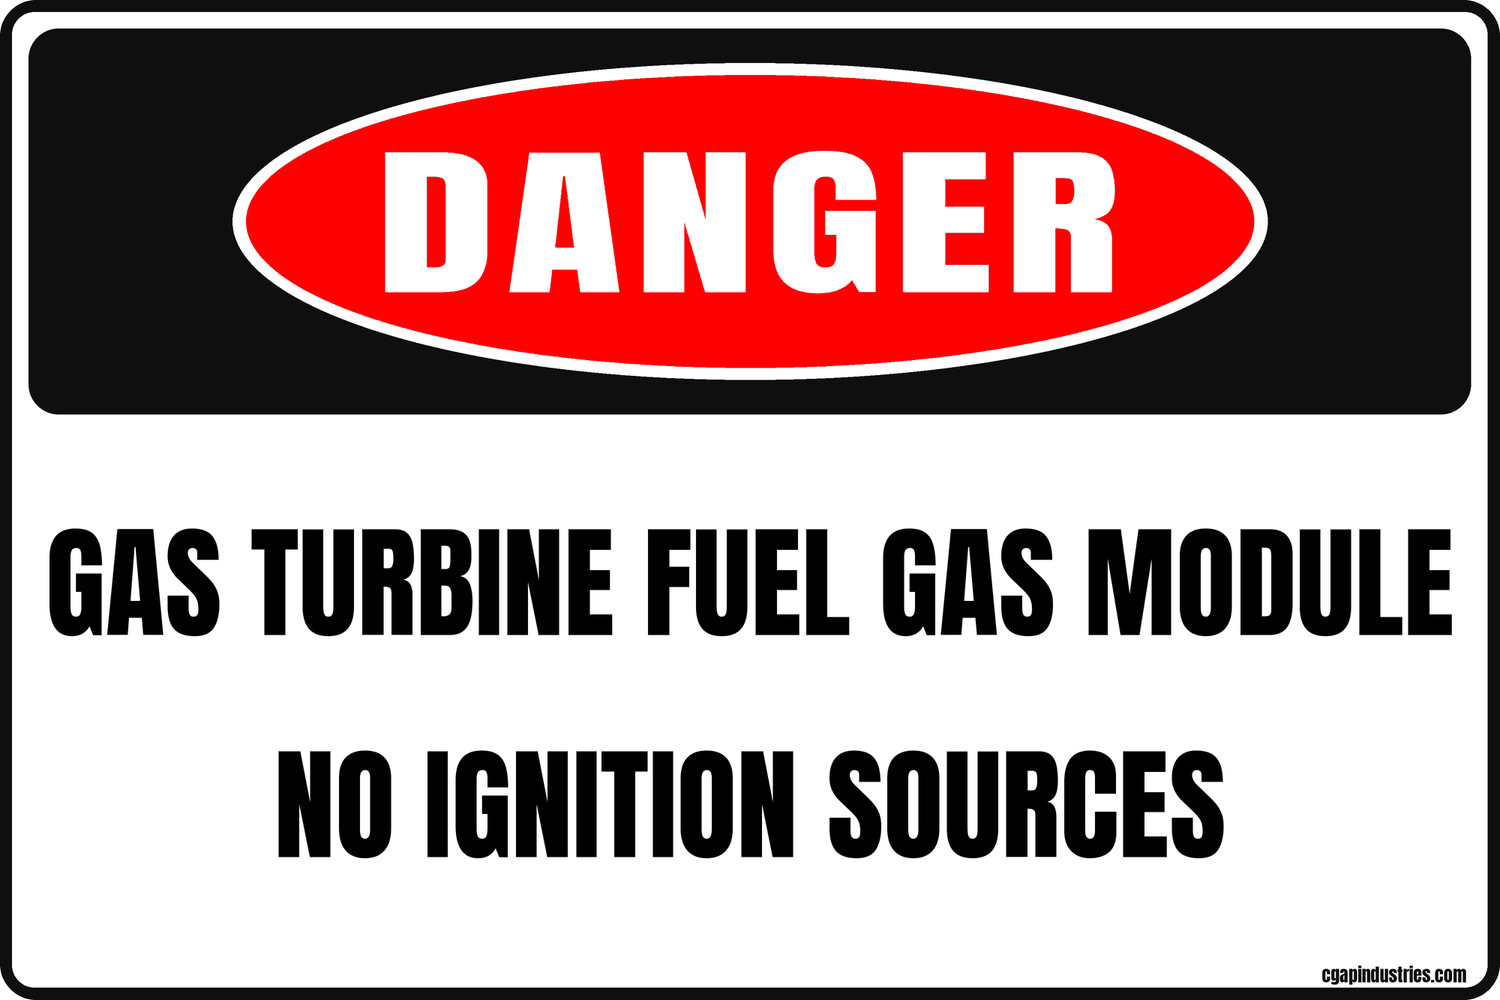 DANGER
GAS TURBINE FUEL GAS MODULE
NO IGNITION SOURCES
cgapindustries.com